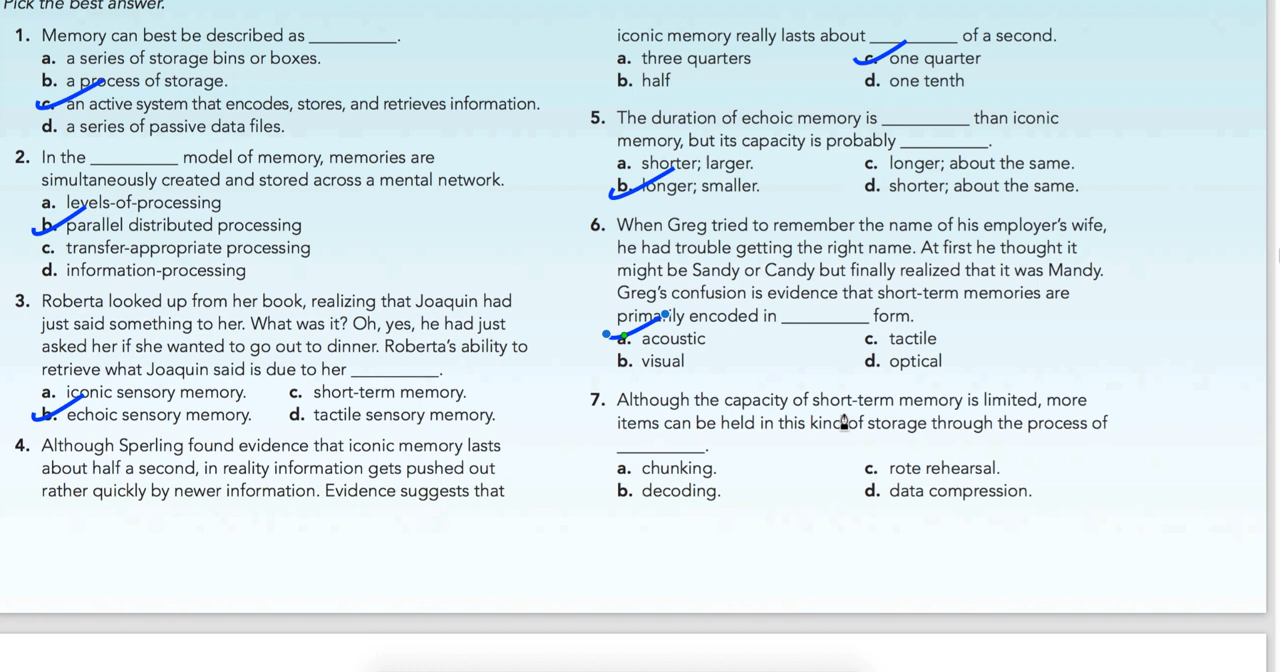 Pick the best answer.
1. Memory can best be described as __________.
a. a series of storage bins or boxes.
b. a process of storage.
c. an active system that encodes, stores, and retrieves information.
d. a series of passive data files.
2. In the __________ model of memory, memories are
simultaneously created and stored across a mental network.
a. levels-of-processing
b. parallel distributed processing
c. transfer-appropriate processing
d. information-processing
3. Roberta looked up from her book, realizing that Joaquin had
just said something to her. What was it? Oh, yes, he had just
asked her if she wanted to go out to dinner. Roberta's ability to
retrieve what Joaquin said is due to her __________.
a. iconic sensory memory. c. short-term memory.
b. echoic sensory memory. d. tactile sensory memory.
4. Although Sperling found evidence that iconic memory lasts
about half a second, in reality information gets pushed out
rather quickly by newer information. Evidence suggests that
iconic memory really lasts about __________ of a second.
a. three quarters c. one quarter
b. half d. one tenth
5. The duration of echoic memory is __________ than iconic
memory, but its capacity is probably __________.
a. shorter; larger. c. longer; about the same.
b. longer; smaller. d. shorter; about the same.
6. When Greg tried to remember the name of his employer's wife,
he had trouble getting the right name. At first he thought it
might be Sandy or Candy but finally realized that it was Mandy.
Greg's confusion is evidence that short-term memories are
primarily encoded in __________ form.
a. acoustic c. tactile
b. visual d. optical
7. Although the capacity of short-term memory is limited, more
items can be held in this kind of storage through the process of
__________.
a. chunking. c. rote rehearsal.
b. decoding. d. data compression.